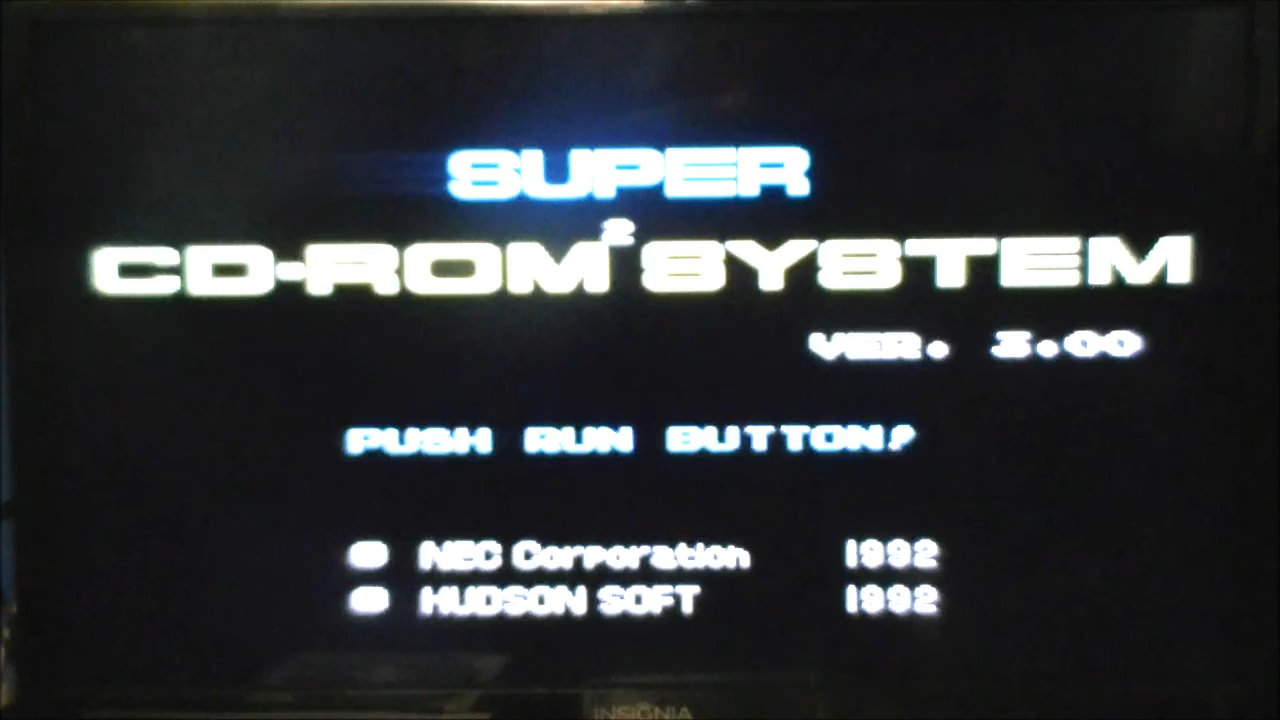 SUPER
CD-ROM² SYSTEM
VER. 3.00
PUSH RUN BUTTON!
© NEC Corporation 1992
© HUDSON SOFT 1992
INSIGNIA